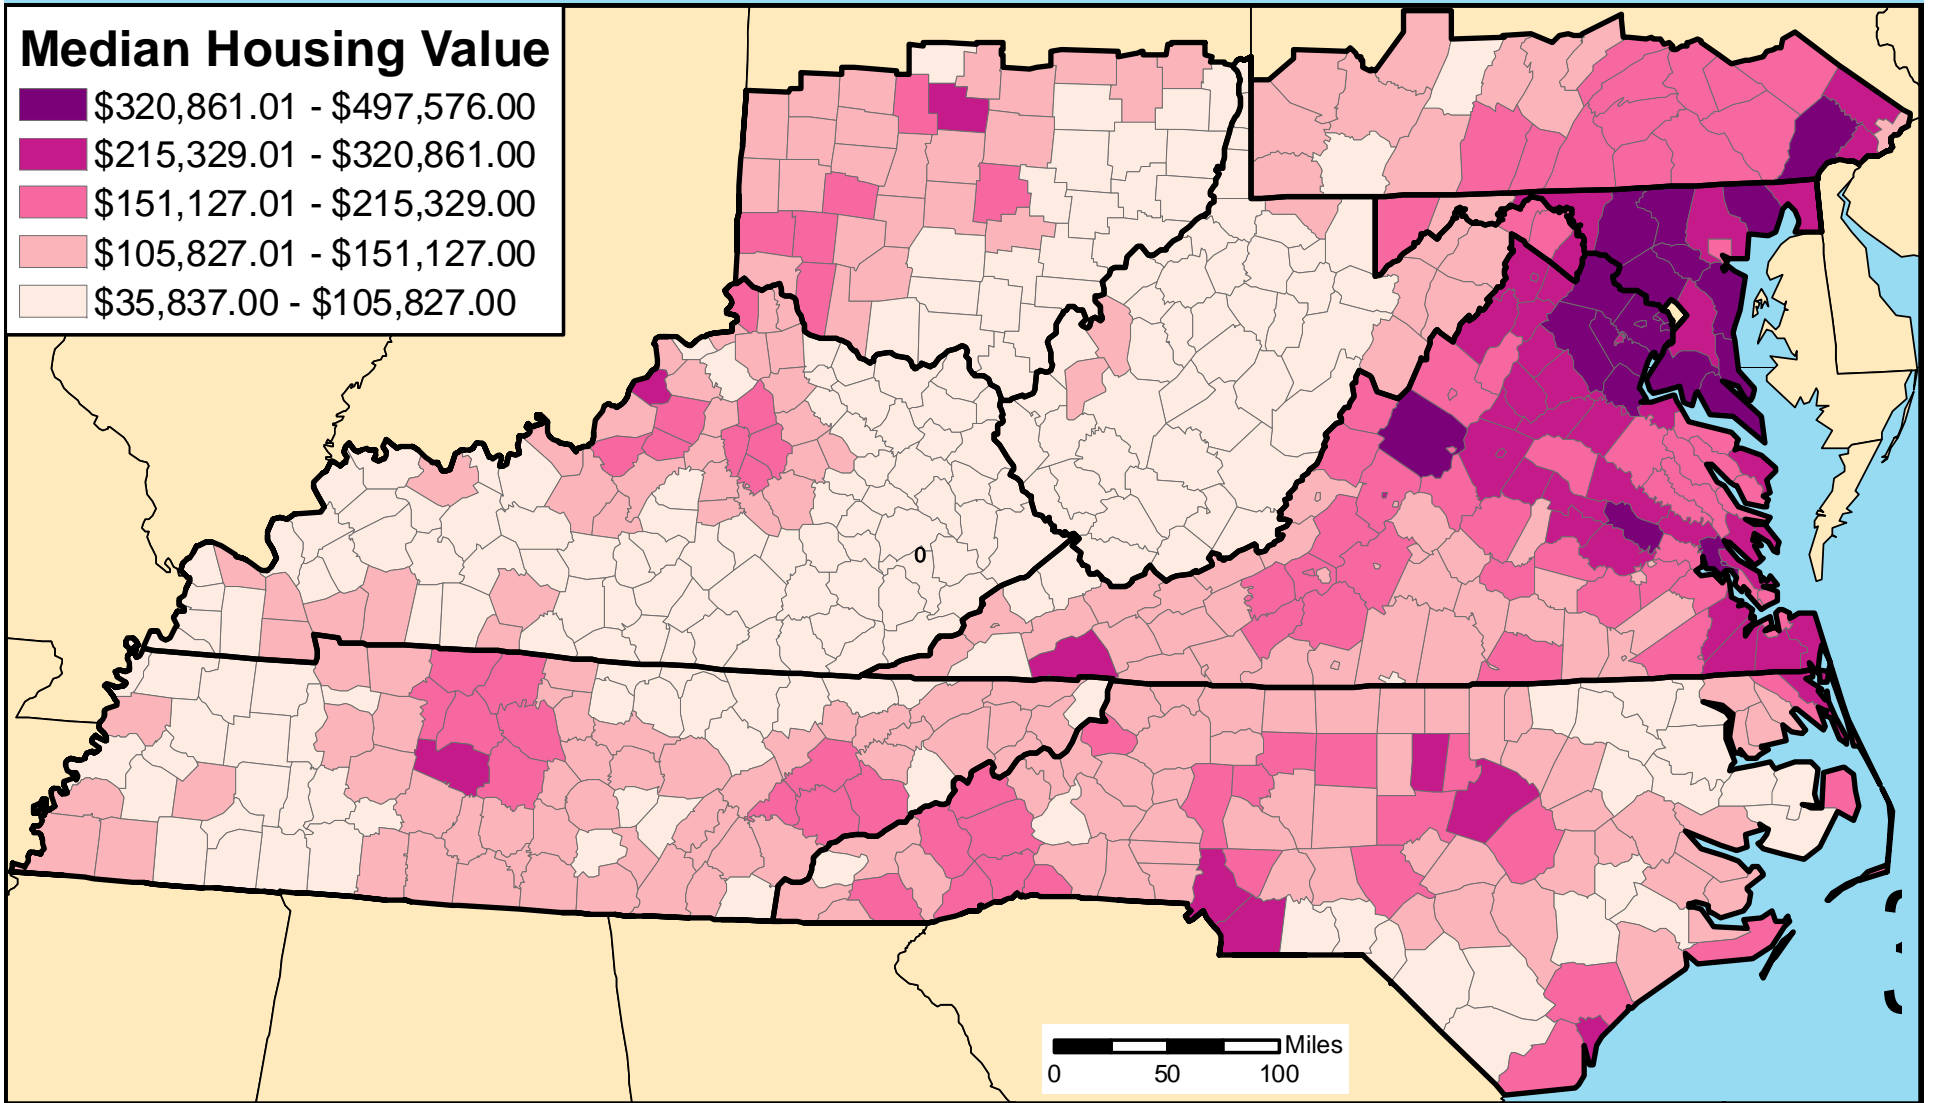 Median Housing Value
$320,861.01 - $497,576.00
$215,329.01 - $320,861.00
$151,127.01 - $215,329.00
$105,827.01 - $151,127.00
$35,837.00 - $105,827.00
0
Miles
0 50 100